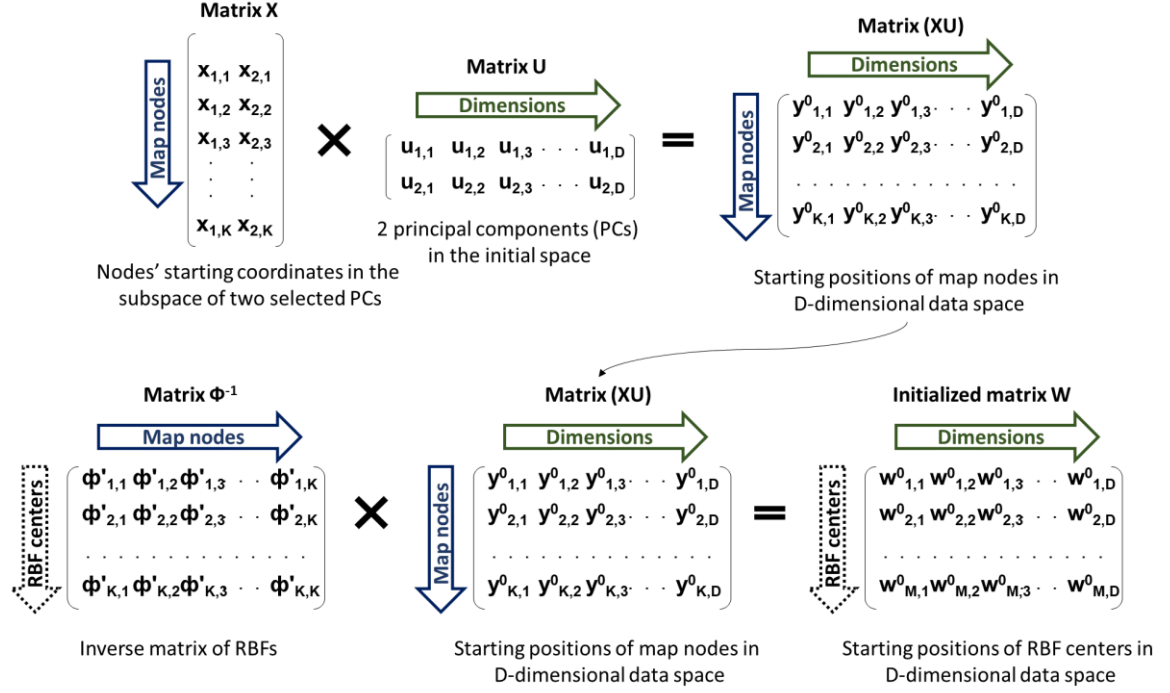 Matrix X
Map nodes
x1,1 x2,1
x1,2 x2,2
x1,3 x2,3
. .
. .
x1,K x2,K
Nodes' starting coordinates in the
subspace of two selected PCs
×
Matrix U
Dimensions
u1,1 u1,2 u1,3 · · · u1,D
u2,1 u2,2 u2,3 · · · u2,D
2 principal components (PCs)
in the initial space
=
Matrix (XU)
Dimensions
Map nodes
y⁰1,1 y⁰1,2 y⁰1,3 · · · y⁰1,D
y⁰2,1 y⁰2,2 y⁰2,3 · · · y⁰2,D
. . . . . . . . . . . . . .
y⁰K,1 y⁰K,2 y⁰K,3 · · · y⁰K,D
Starting positions of map nodes in
D-dimensional data space
Matrix Φ⁻¹
Map nodes
RBF centers
ф'1,1 ф'1,2 ф'1,3 · · · ф'1,K
ф'2,1 ф'2,2 ф'2,3 · · · ф'2,K
. . . . . . . . . . . . . .
ф'K,1 ф'K,2 ф'K,3 · · · ф'K,K
Inverse matrix of RBFs
×
Matrix (XU)
Dimensions
Map nodes
y⁰1,1 y⁰1,2 y⁰1,3 · · · y⁰1,D
y⁰2,1 y⁰2,2 y⁰2,3 · · · y⁰2,D
. . . . . . . . . . . . . .
y⁰K,1 y⁰K,2 y⁰K,3 · · · y⁰K,D
Starting positions of map nodes in
D-dimensional data space
=
Initialized matrix W
Dimensions
RBF centers
w⁰1,1 w⁰1,2 w⁰1,3 · · · w⁰1,D
w⁰2,1 w⁰2,2 w⁰2,3 · · · w⁰2,D
. . . . . . . . . . . . . .
w⁰M,1 w⁰M,2 w⁰M,3 · · · w⁰M,D
Starting positions of RBF centers in
D-dimensional data space